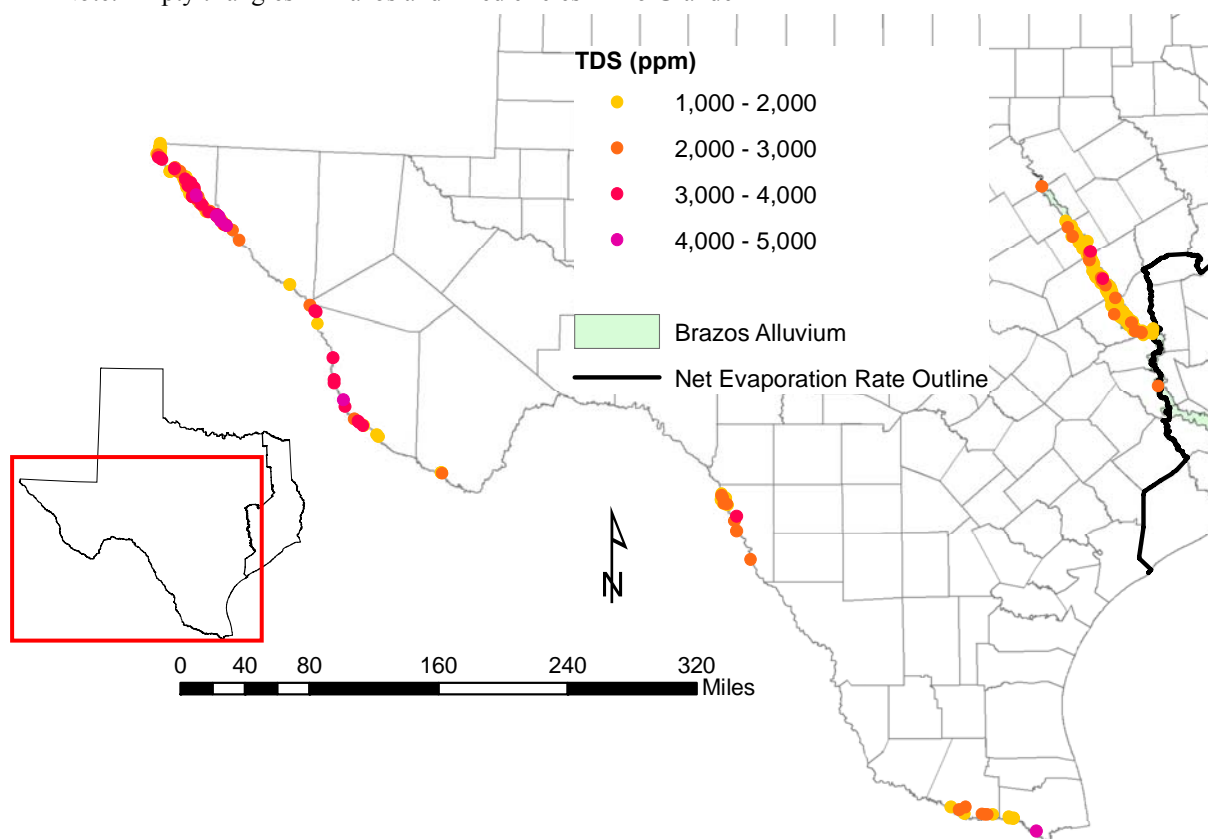 TDS (ppm)
1,000 - 2,000
2,000 - 3,000
3,000 - 4,000
4,000 - 5,000
Brazos Alluvium
Net Evaporation Rate Outline
N
0 40 80 160 240 320
Miles